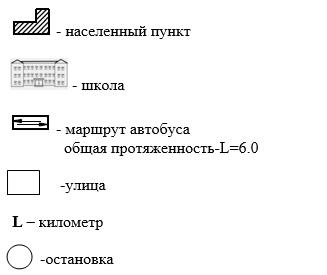 - населенный пункт
- школа
- маршрут автобуса
общая протяженность-L=6.0
-улица
L – километр
-остановка